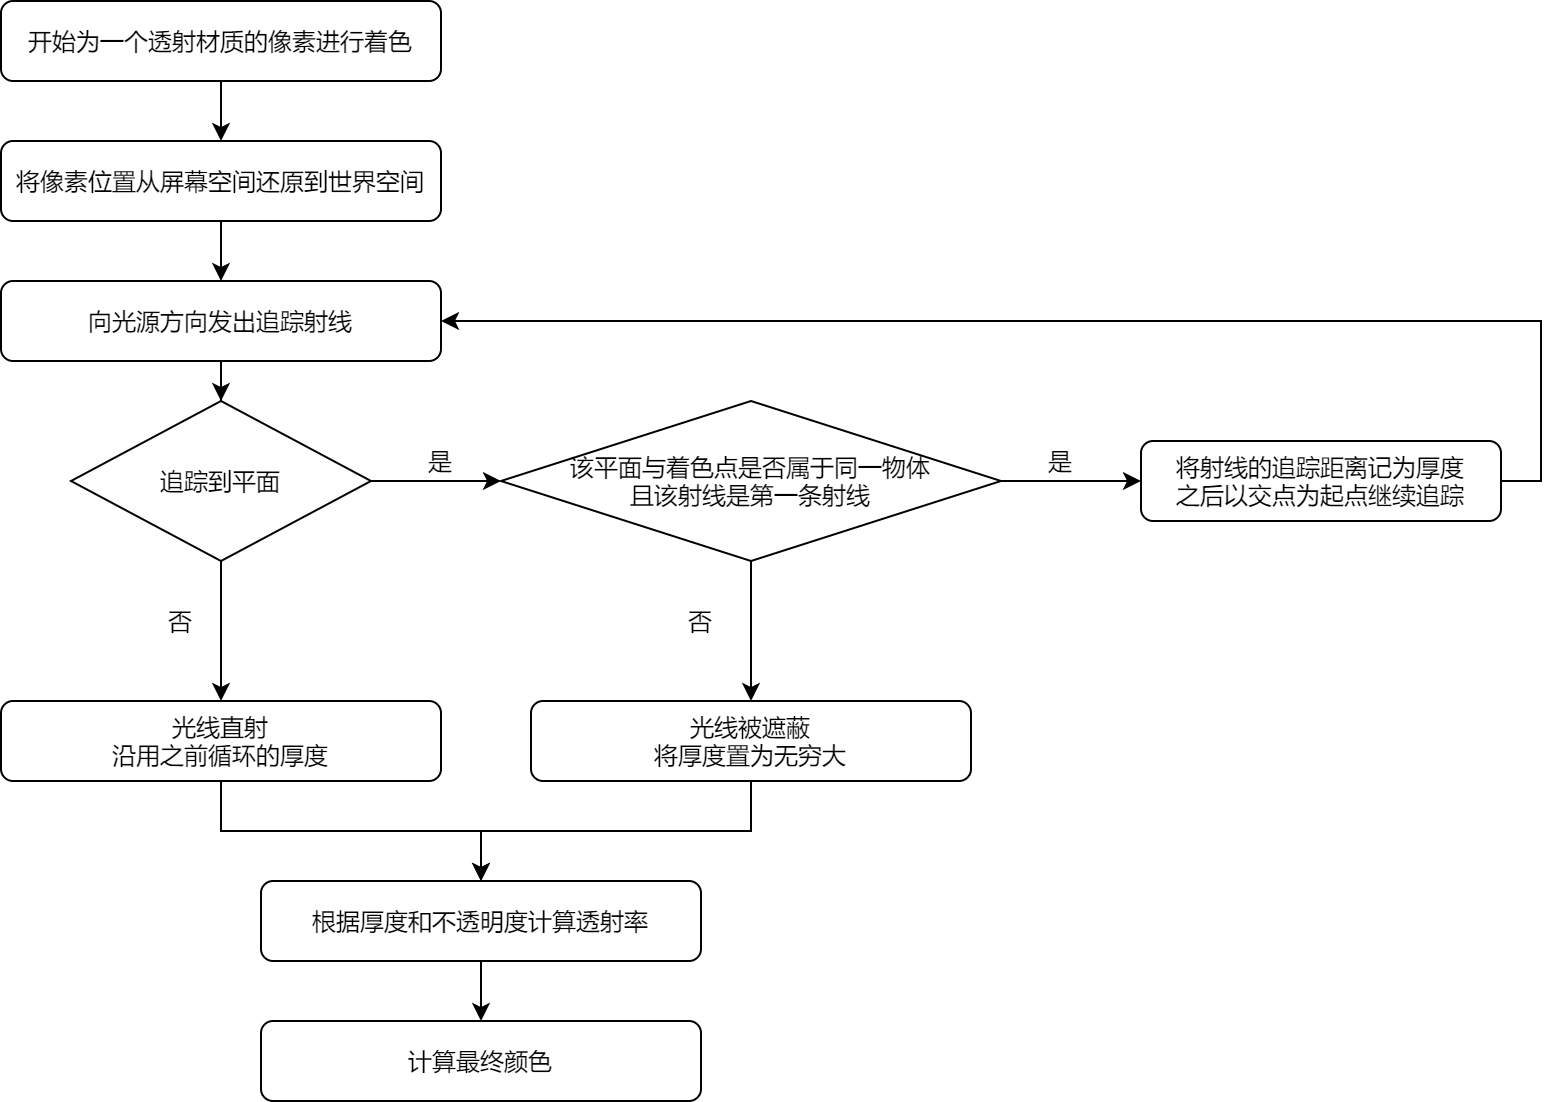 开始为一个透射材质的像素进行着色
将像素位置从屏幕空间还原到世界空间
向光源方向发出追踪射线
追踪到平面
是
该平面与着色点是否属于同一物体
且该射线是第一条射线
是
将射线的追踪距离记为厚度
之后以交点为起点继续追踪
否
否
光线直射
沿用之前循环的厚度
光线被遮蔽
将厚度置为无穷大
根据厚度和不透明度计算透射率
计算最终颜色